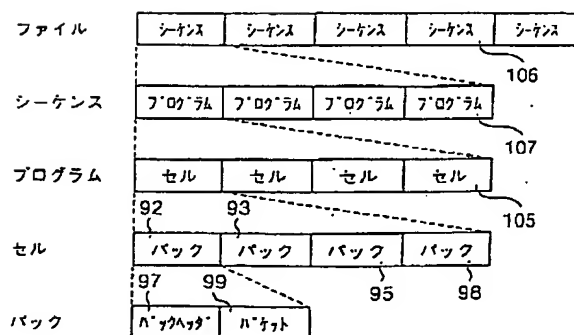 ファイル シーケンス シーケンス シーケンス シーケンス シーケンス
106
シーケンス プログラム プログラム プログラム プログラム
107
プログラム セル セル セル セル
105
92 93
セル パック パック パック パック
97 99 95 98
パック パックヘッダ パケット